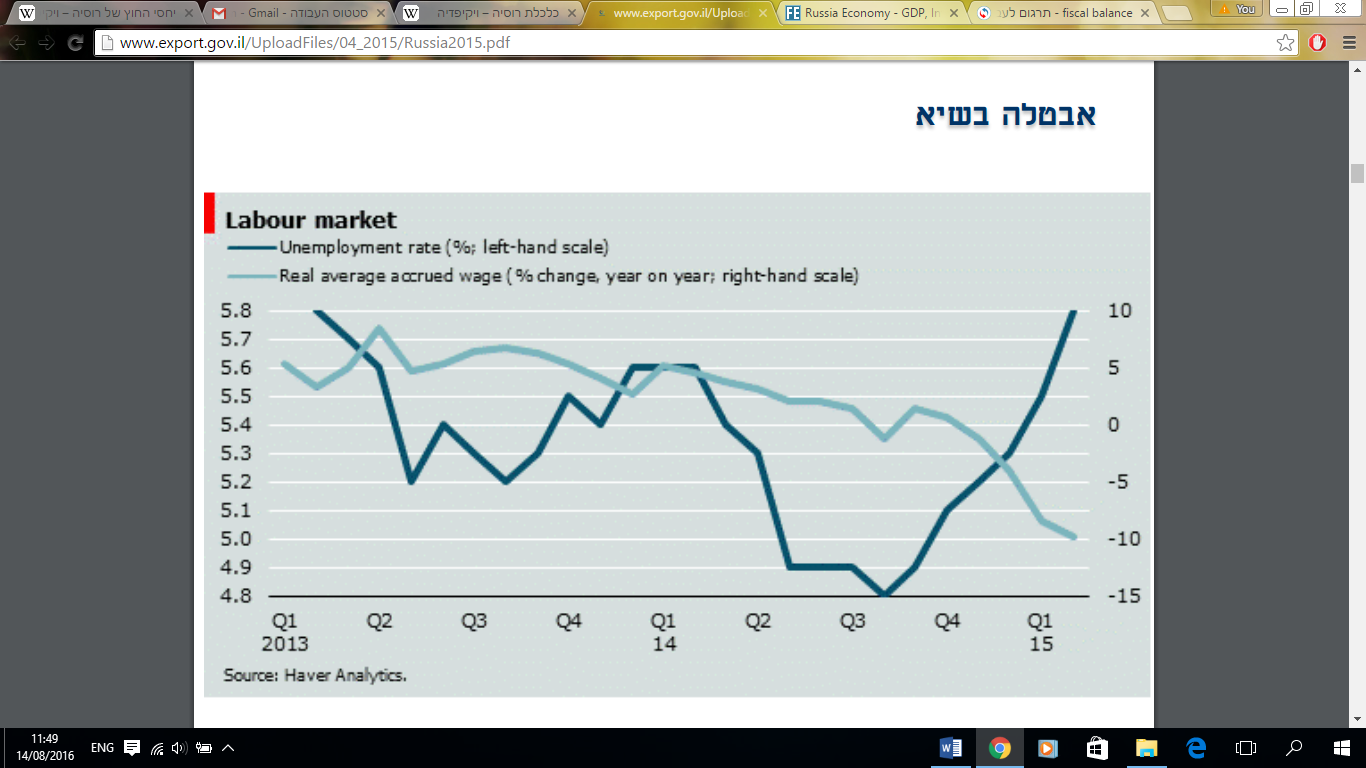 יחסי החוץ של רוסיה – ויקי
סטטוס העבודה - Gmail
כלכלת רוסיה – ויקיפדיה
www.export.gov.il/Upload
Russia Economy - GDP, In
fiscal balance - תרגום לעב
You
www.export.gov.il/UploadFiles/04_2015/Russia2015.pdf
אבטלה בשיא
Labour market
Unemployment rate (%; left-hand scale)
Real average accrued wage (% change, year on year; right-hand scale)
5.8 10
5.7
5.6 5
5.5
5.4 0
5.3
5.2 -5
5.1
5.0 -10
4.9
4.8 -15
Q1 Q2 Q3 Q4 Q1 Q2 Q3 Q4 Q1
2013 14 15
Source: Haver Analytics.
11:49
ENG
14/08/2016